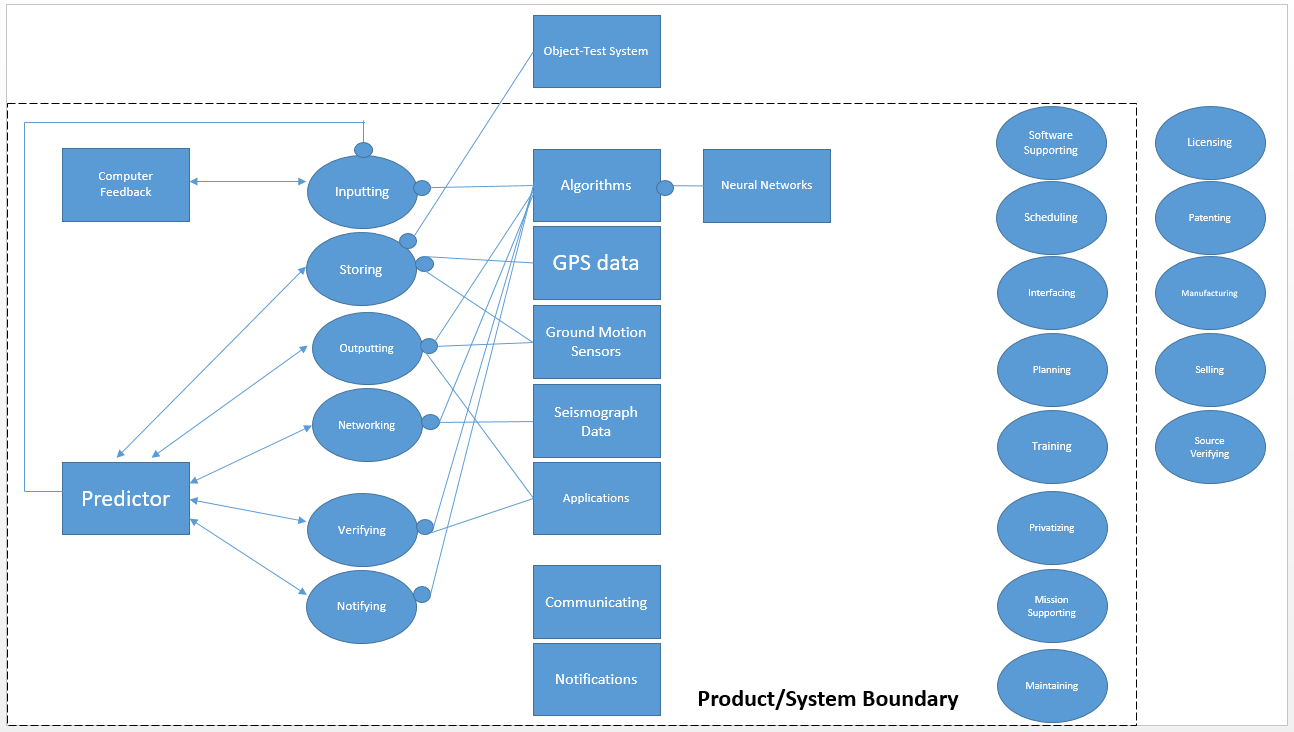 Object-Test System
Computer
Feedback
Inputting
Algorithms
Neural Networks
Storing
GPS data
Outputting
Ground Motion
Sensors
Networking
Seismograph
Data
Predictor
Applications
Verifying
Notifying
Communicating
Notifications
Product/System Boundary
Software
Supporting
Scheduling
Interfacing
Planning
Training
Privatizing
Mission
Supporting
Maintaining
Licensing
Patenting
Manufacturing
Selling
Source
Verifying